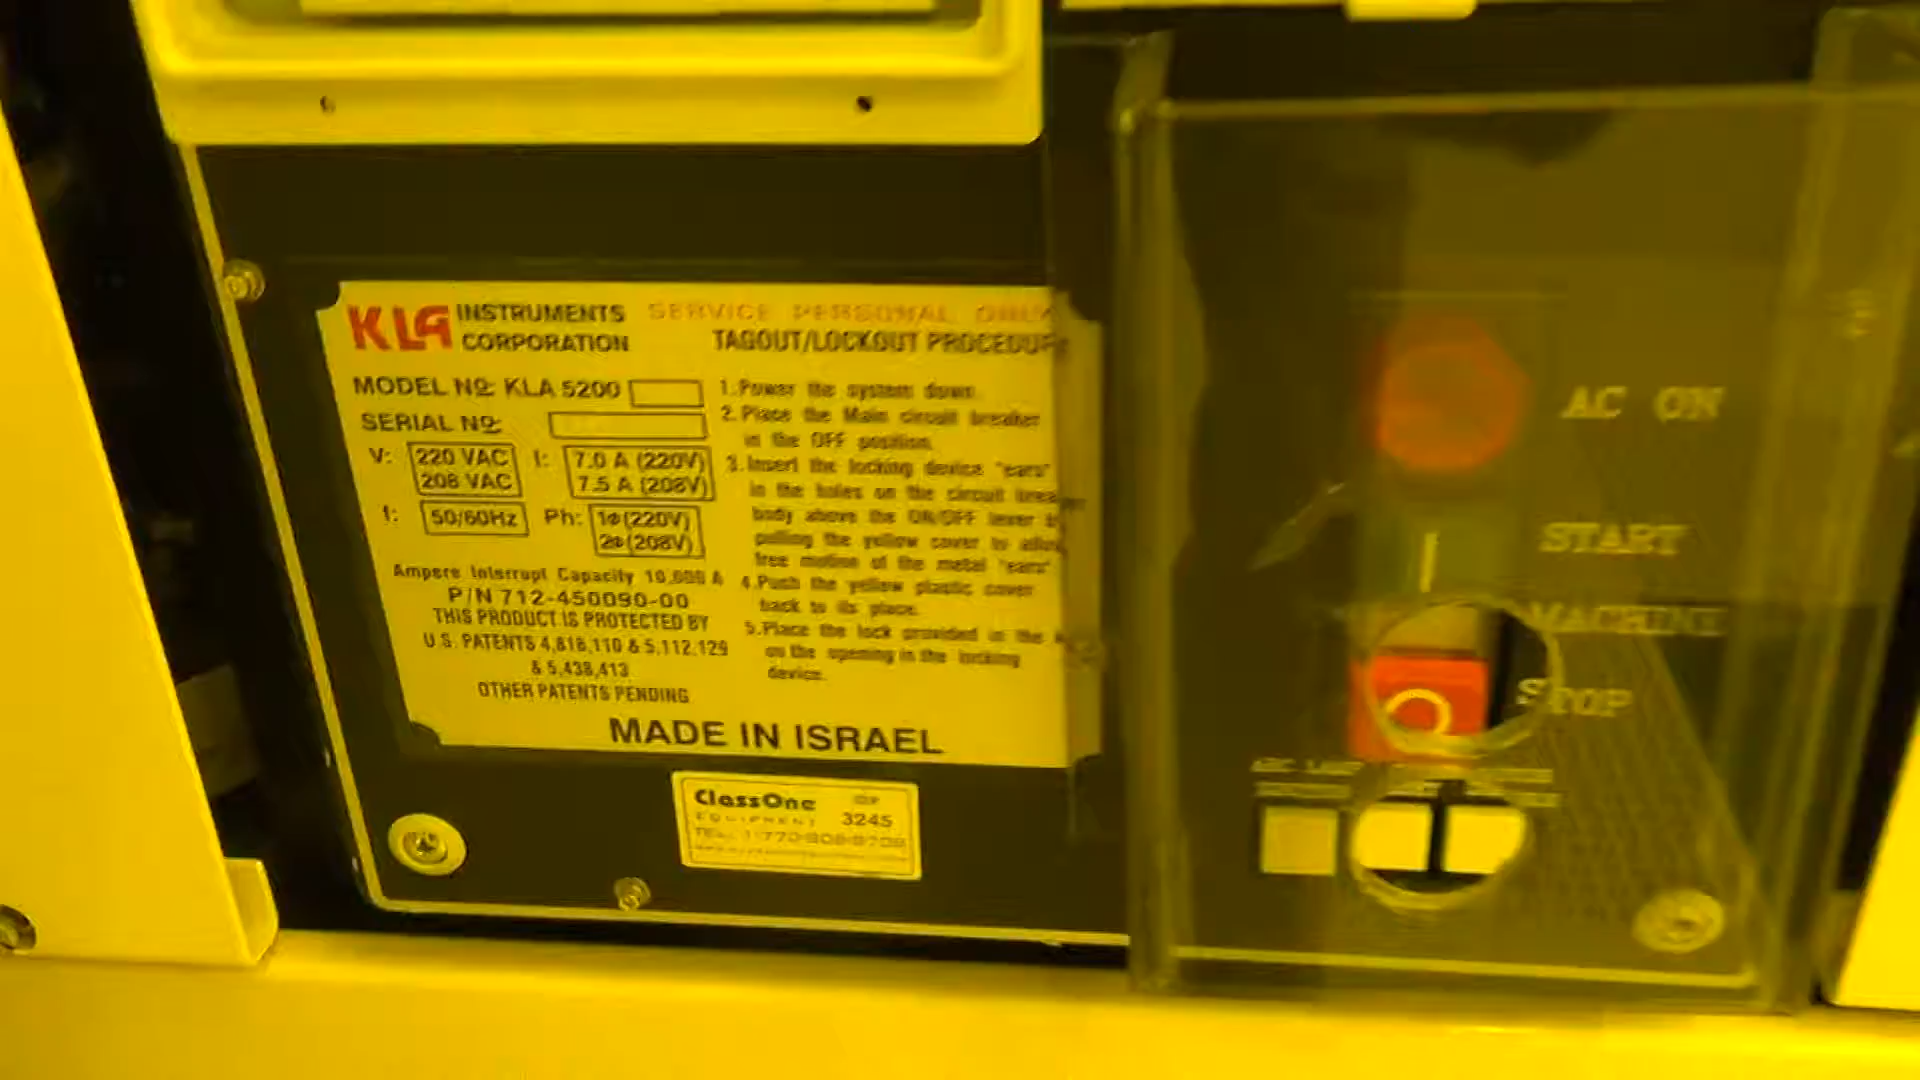 KLA INSTRUMENTS CORPORATION
SERVICE PERSONAL ONLY
TAGOUT/LOCKOUT PROCEDURE
MODEL NO: KLA 5200
SERIAL NO:
V: 220 VAC 208 VAC
I: 7.0 A (220V) 7.5 A (208V)
f: 50/60Hz
Ph: 1ø(220V) 2ø(208V)
Ampere Interrupt Capacity 10,000 A
P/N 712-450090-00
THIS PRODUCT IS PROTECTED BY
U.S. PATENTS 4,818,110 & 5,112,129
& 5,438,413
OTHER PATENTS PENDING
1. Power the system down.
2. Place the Main circuit breaker
in the OFF position.
3. Insert the locking device "ears"
in the holes on the circuit
body above the ON/OFF lever
pulling the yellow cover to
free motion of the metal "ears"
4. Push the yellow plastic cover
back to its place.
5. Place the lock provided in the
on the opening in the locking
device.
MADE IN ISRAEL
ClassOne
EQUIPMENT
3245
AC ON
START
MACHINE
STOP